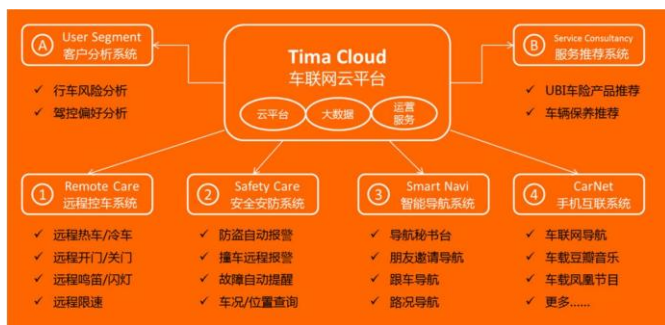 A
User Segment
客户分析系统
行车风险分析
驾控偏好分析
Tima Cloud
车联网云平台
云平台
大数据
运营
服务
B
Service Consultancy
服务推荐系统
UBI车险产品推荐
车辆保养推荐
1
Remote Care
远程控车系统
远程热车/冷车
远程开门/关门
远程鸣笛/闪灯
远程限速
2
Safety Care
安全安防系统
防盗自动报警
撞车远程报警
故障自动提醒
车况/位置查询
3
Smart Navi
智能导航系统
导航秘书台
朋友邀请导航
跟车导航
路况导航
4
CarNet
手机互联系统
车联网导航
车载豆瓣音乐
车载凤凰节目
更多......